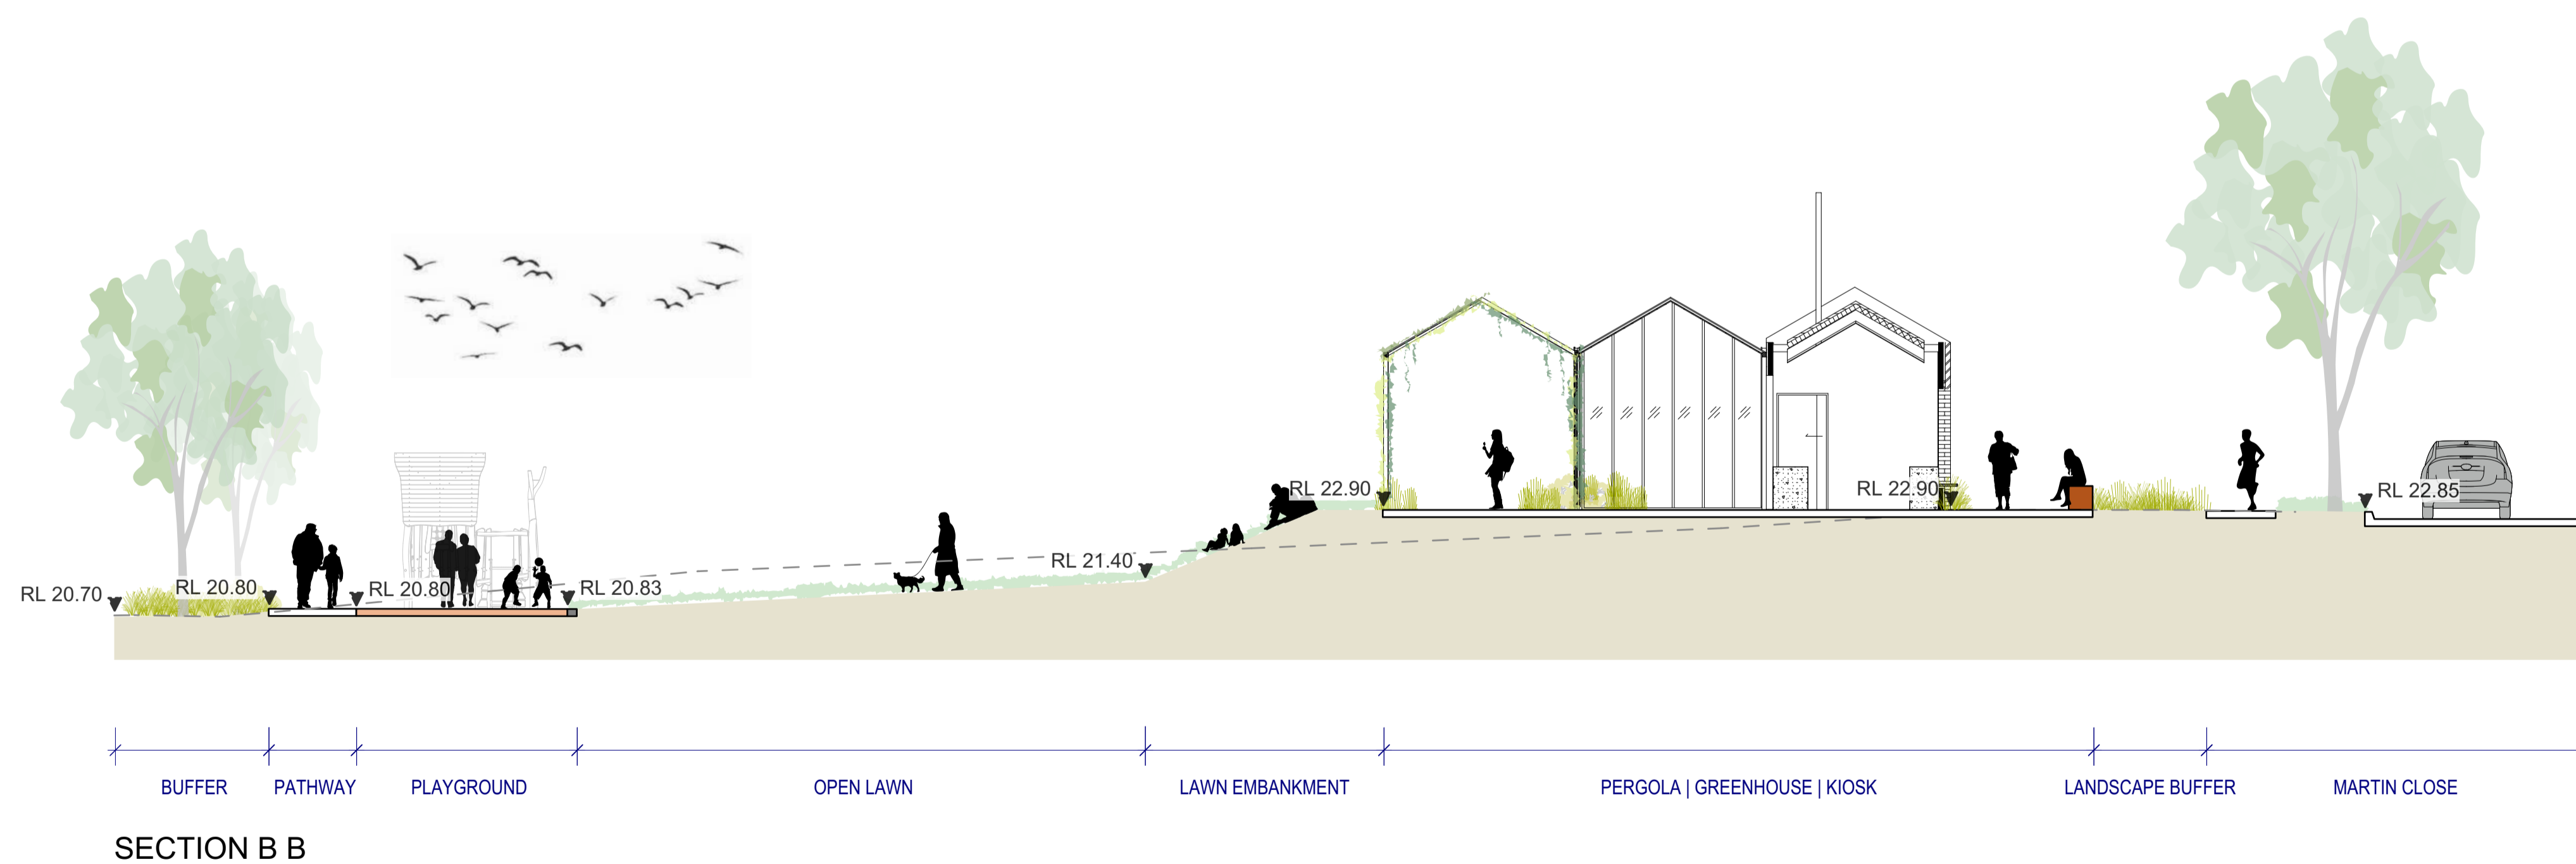 RL 22.90
RL 22.90
RL 22.85
RL 21.40
RL 20.70
RL 20.80
RL 20.80
RL 20.83
BUFFER
PATHWAY
PLAYGROUND
OPEN LAWN
LAWN EMBANKMENT
PERGOLA | GREENHOUSE | KIOSK
LANDSCAPE BUFFER
MARTIN CLOSE
SECTION B B